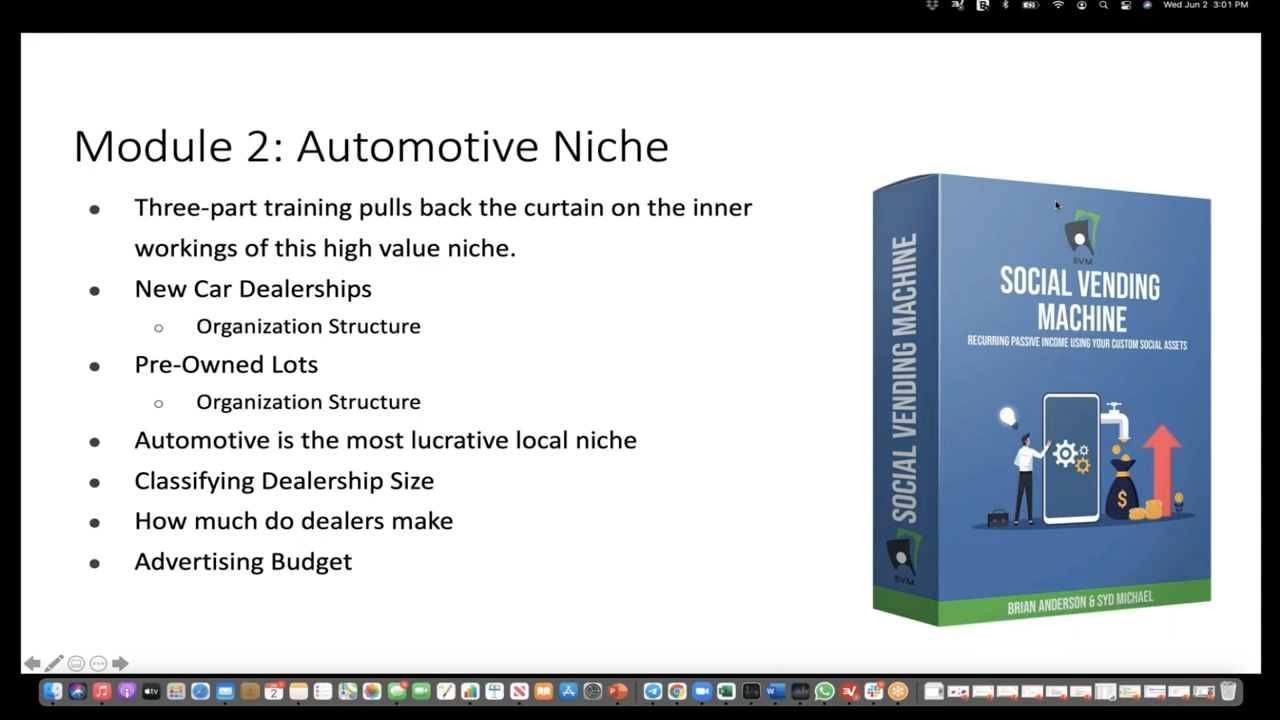 Wed Jun 2 3:01 PM
Module 2: Automotive Niche
● Three-part training pulls back the curtain on the inner
workings of this high value niche.
● New Car Dealerships
○ Organization Structure
● Pre-Owned Lots
○ Organization Structure
● Automotive is the most lucrative local niche
● Classifying Dealership Size
● How much do dealers make
● Advertising Budget
SOCIAL VENDING MACHINE
SVM
SVM
SOCIAL VENDING
MACHINE
RECURRING PASSIVE INCOME USING YOUR CUSTOM SOCIAL ASSETS
$
BRIAN ANDERSON & SYD MICHAEL